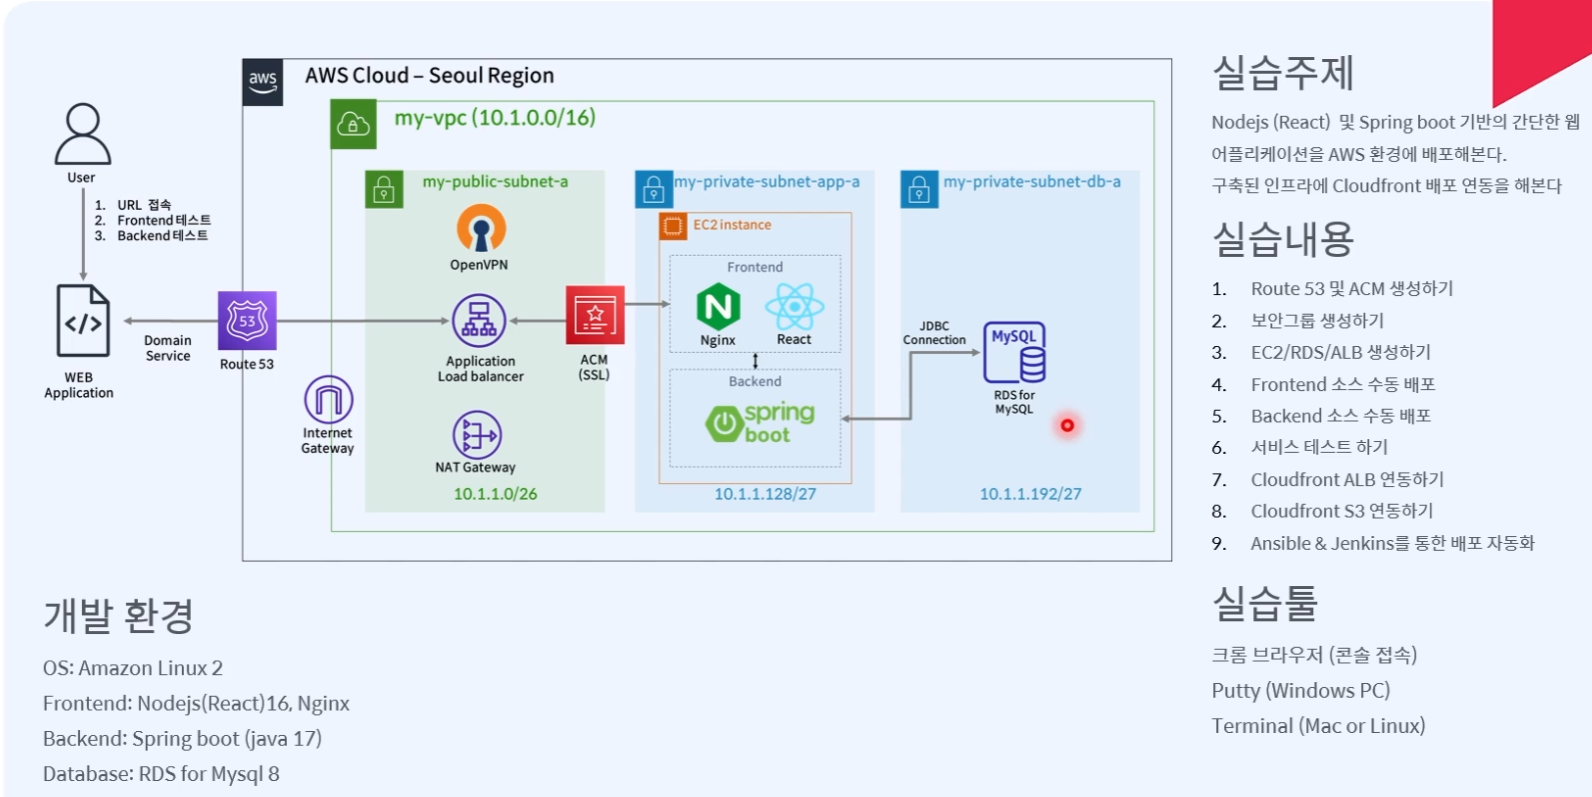 aws
AWS Cloud – Seoul Region
my-vpc (10.1.0.0/16)
User
1. URL 접속
2. Frontend 테스트
3. Backend 테스트
WEB
Application
Domain
Service
53
Route 53
Internet
Gateway
my-public-subnet-a
OpenVPN
Application
Load balancer
NAT Gateway
10.1.1.0/26
ACM
(SSL)
my-private-subnet-app-a
EC2 instance
Frontend
N
Nginx
React
Backend
spring
boot
10.1.1.128/27
my-private-subnet-db-a
JDBC
Connection
MySQL
RDS for
MySQL
10.1.1.192/27
실습주제
Nodejs (React) 및 Spring boot 기반의 간단한 웹
어플리케이션을 AWS 환경에 배포해본다.
구축된 인프라에 Cloudfront 배포 연동을 해본다
실습내용
1. Route 53 및 ACM 생성하기
2. 보안그룹 생성하기
3. EC2/RDS/ALB 생성하기
4. Frontend 소스 수동 배포
5. Backend 소스 수동 배포
6. 서비스 테스트 하기
7. Cloudfront ALB 연동하기
8. Cloudfront S3 연동하기
9. Ansible & Jenkins를 통한 배포 자동화
실습툴
크롬 브라우저 (콘솔 접속)
Putty (Windows PC)
Terminal (Mac or Linux)
개발 환경
OS: Amazon Linux 2
Frontend: Nodejs(React)16, Nginx
Backend: Spring boot (java 17)
Database: RDS for Mysql 8